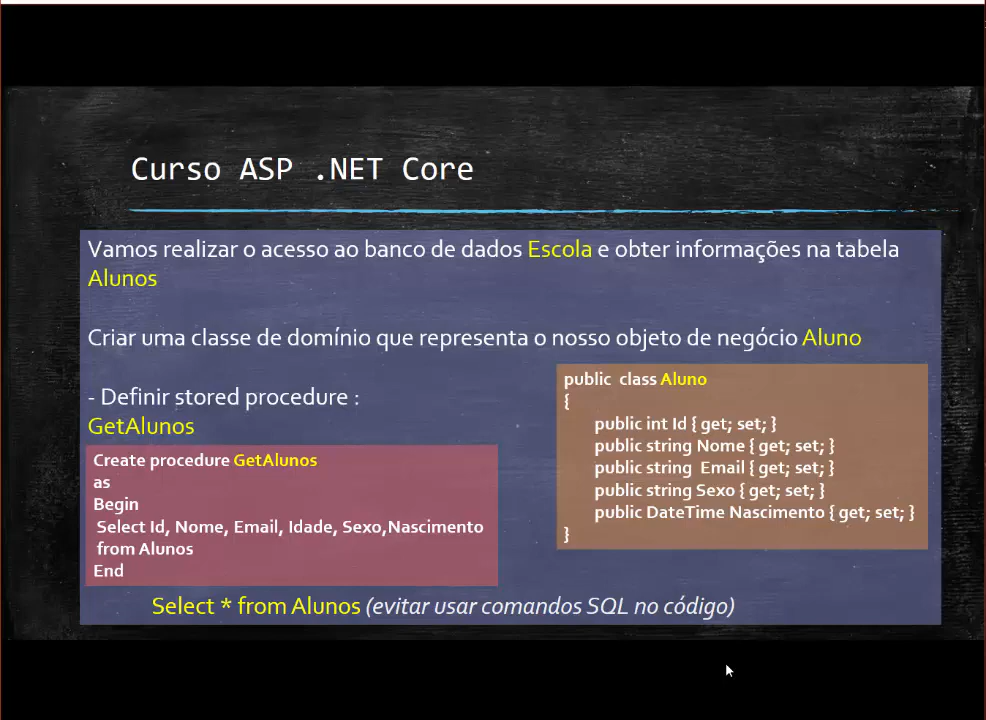 Curso ASP .NET Core
Vamos realizar o acesso ao banco de dados Escola e obter informações na tabela
Alunos
Criar uma classe de domínio que representa o nosso objeto de negócio Aluno
- Definir stored procedure :
GetAlunos
Create procedure GetAlunos
as
Begin
Select Id, Nome, Email, Idade, Sexo,Nascimento
from Alunos
End
public class Aluno
{
public int Id { get; set; }
public string Nome { get; set; }
public string Email { get; set; }
public string Sexo { get; set; }
public DateTime Nascimento { get; set; }
}
Select * from Alunos (evitar usar comandos SQL no código)